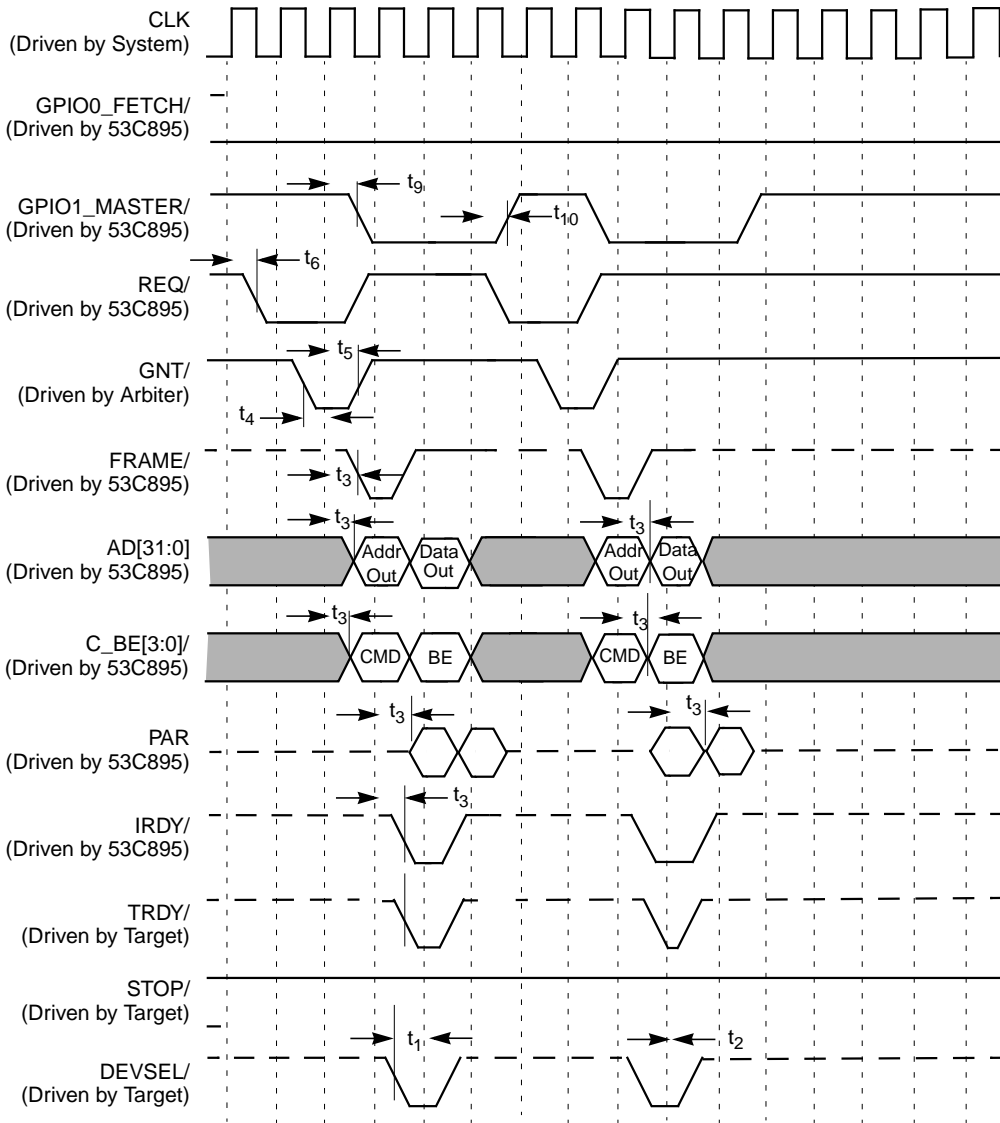 CLK
(Driven by System)
GPIO0_FETCH/
(Driven by 53C895)
t9
GPIO1_MASTER/
(Driven by 53C895)
t10
t6
REQ/
(Driven by 53C895)
t5
GNT/
(Driven by Arbiter)
t4
FRAME/
(Driven by 53C895)
t3
t3
t3
AD[31:0]
(Driven by 53C895)
Addr Out
Data Out
Addr Out
Data Out
t3
t3
C_BE[3:0]/
(Driven by 53C895)
CMD
BE
CMD
BE
t3
t3
PAR
(Driven by 53C895)
t3
IRDY/
(Driven by 53C895)
TRDY/
(Driven by Target)
STOP/
(Driven by Target)
t1
t2
DEVSEL/
(Driven by Target)